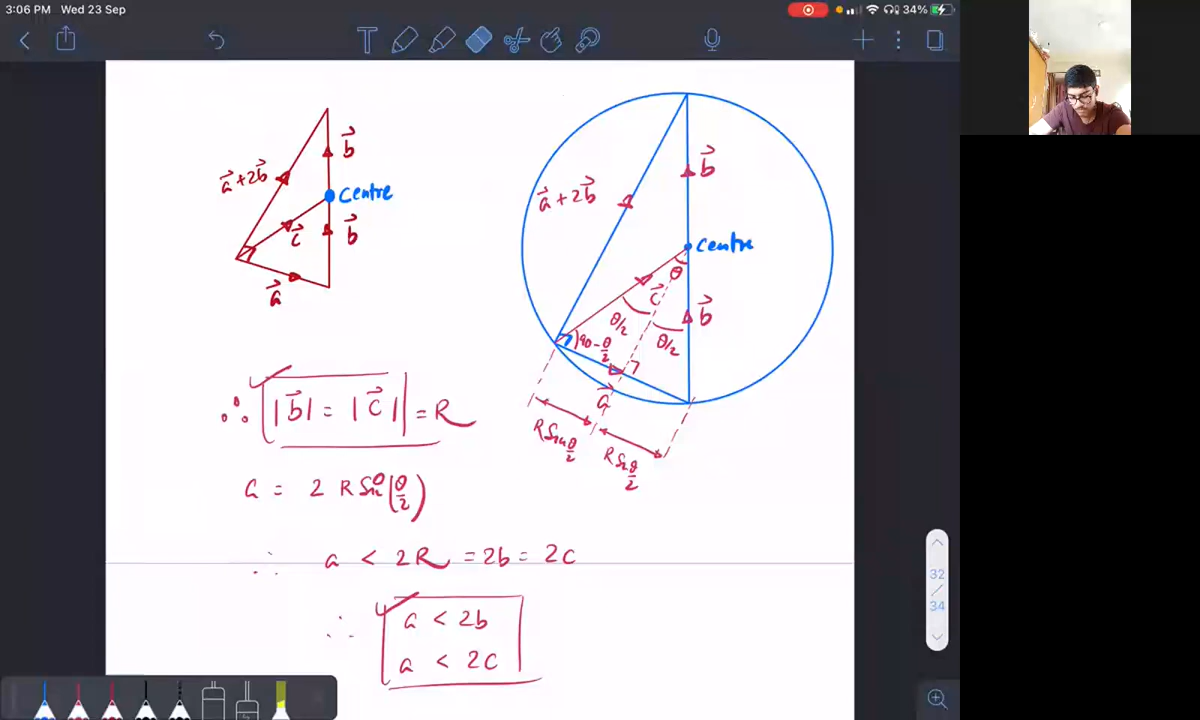 3:06 PM Wed 23 Sep
34%
b⃗
a⃗+2b⃗
centre
c⃗
b⃗
a⃗
b⃗
a⃗+2b⃗
centre
θ
c⃗
b⃗
θ/2
θ/2
90-θ/2
a⃗
R Sin θ/2
R Sin θ/2
∴ |b⃗| = |c⃗| = R
a = 2 R Sin(θ/2)
∴ a < 2R = 2b = 2c
∴ a < 2b
a < 2c
32
/
34